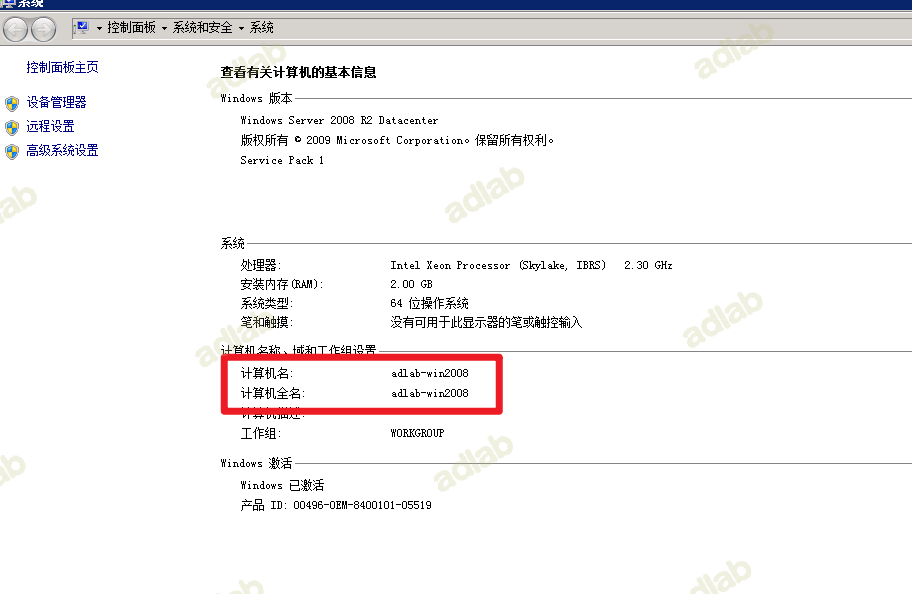 系统
控制面板 系统和安全 系统
控制面板主页
设备管理器
远程设置
高级系统设置
查看有关计算机的基本信息
Windows 版本
Windows Server 2008 R2 Datacenter
版权所有 © 2009 Microsoft Corporation。保留所有权利。
Service Pack 1
系统
处理器: Intel Xeon Processor (Skylake, IBRS) 2.30 GHz
安装内存(RAM): 2.00 GB
系统类型: 64 位操作系统
笔和触摸: 没有可用于此显示器的笔或触控输入
计算机名称、域和工作组设置
计算机名: adlab-win2008
计算机全名: adlab-win2008
计算机描述:
工作组: WORKGROUP
Windows 激活
Windows 已激活
产品 ID: 00496-OEM-8400101-05519
adlab
adlab
adlab
adlab
adlab
adlab
adlab